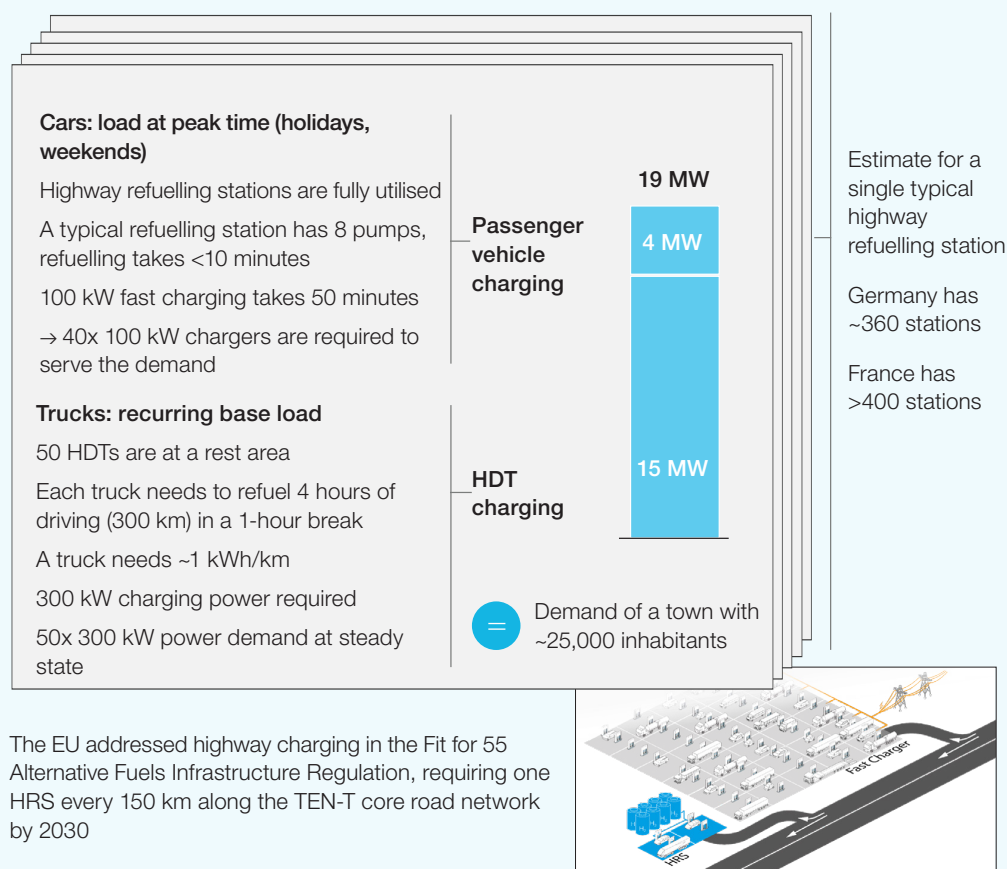 Cars: load at peak time (holidays,
weekends)
Highway refuelling stations are fully utilised
A typical refuelling station has 8 pumps,
refuelling takes <10 minutes
100 kW fast charging takes 50 minutes
→ 40x 100 kW chargers are required to
serve the demand
Passenger
vehicle
charging
Trucks: recurring base load
50 HDTs are at a rest area
Each truck needs to refuel 4 hours of
driving (300 km) in a 1-hour break
A truck needs ~1 kWh/km
300 kW charging power required
50x 300 kW power demand at steady
state
HDT
charging
19 MW
4 MW
15 MW
= Demand of a town with
~25,000 inhabitants
Estimate for a
single typical
highway
refuelling station
Germany has
~360 stations
France has
>400 stations
The EU addressed highway charging in the Fit for 55
Alternative Fuels Infrastructure Regulation, requiring one
HRS every 150 km along the TEN-T core road network
by 2030
Fast Charger
HRS